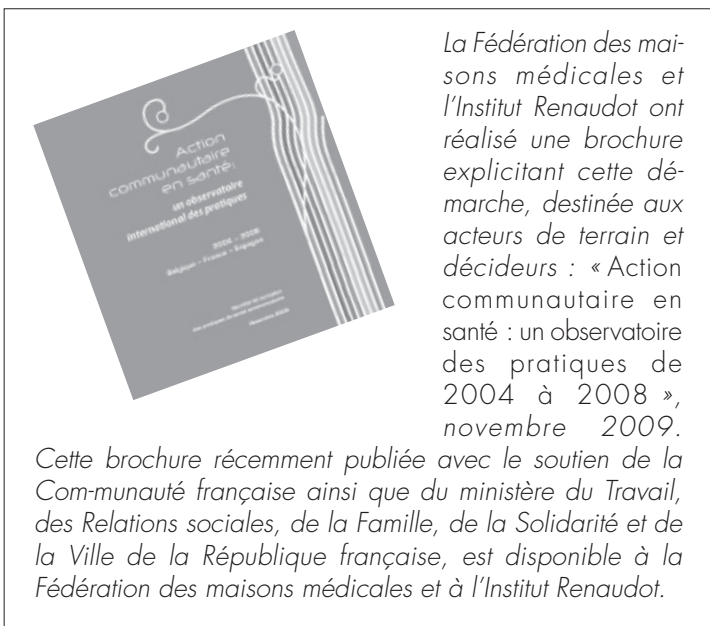 Action
communautaire
en santé:
un observatoire
international des pratiques
Belgique – France – Espagne
La Fédération des mai-
sons médicales et
l'Institut Renaudot ont
réalisé une brochure
explicitant cette dé-
marche, destinée aux
acteurs de terrain et
décideurs : « Action
communautaire en
santé : un observatoire
des pratiques de
2004 à 2008 »,
novembre 2009.
Cette brochure récemment publiée avec le soutien de la
Com-munauté française ainsi que du ministère du Travail,
des Relations sociales, de la Famille, de la Solidarité et de
la Ville de la République française, est disponible à la
Fédération des maisons médicales et à l'Institut Renaudot.